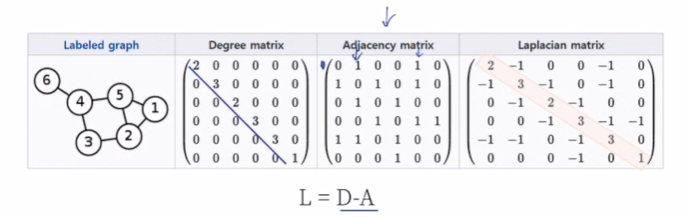 Labeled graph Degree matrix Adjacency matrix Laplacian matrix
6 4 5 1 3 2
2 0 0 0 0 0 0 1 0 0 1 0 2 -1 0 0 -1 0
0 3 0 0 0 0 1 0 1 0 1 0 -1 3 -1 0 -1 0
0 0 2 0 0 0 0 1 0 1 0 0 0 -1 2 -1 0 0
0 0 0 3 0 0 0 0 1 0 1 1 0 0 -1 3 -1 -1
0 0 0 0 3 0 1 1 0 1 0 0 -1 -1 0 -1 3 0
0 0 0 0 0 1 0 0 0 1 0 0 0 0 0 -1 0 1
L = D-A